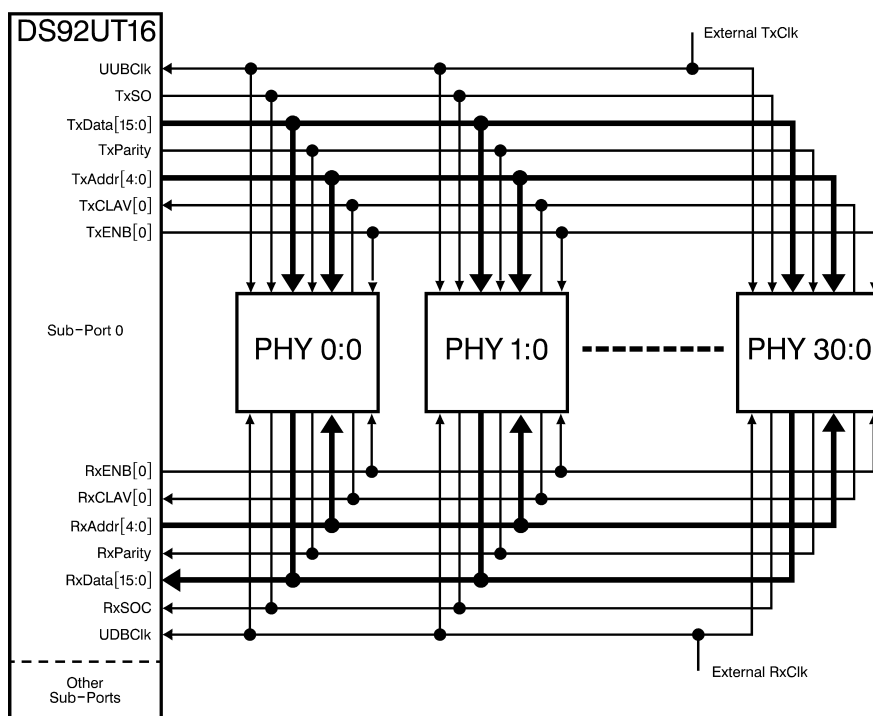 DS92UT16
External TxClk
UUBClk
TxSO
TxData[15:0]
TxParity
TxAddr[4:0]
TxCLAV[0]
TxENB[0]
Sub-Port 0
PHY 0:0
PHY 1:0
PHY 30:0
RxENB[0]
RxCLAV[0]
RxAddr[4:0]
RxParity
RxData[15:0]
RxSOC
UDBClk
External RxClk
Other
Sub-Ports